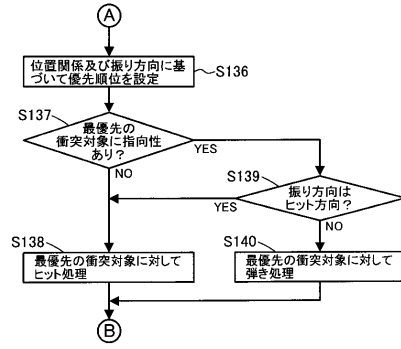 A
位置関係及び振り方向に基
づいて優先順位を設定
S136
S137
最優先の
衝突対象に指向性
あり？
YES
NO
S139
振り方向は
ヒット方向？
YES
NO
S138
最優先の衝突対象に対して
ヒット処理
S140
最優先の衝突対象に対して
弾き処理
B